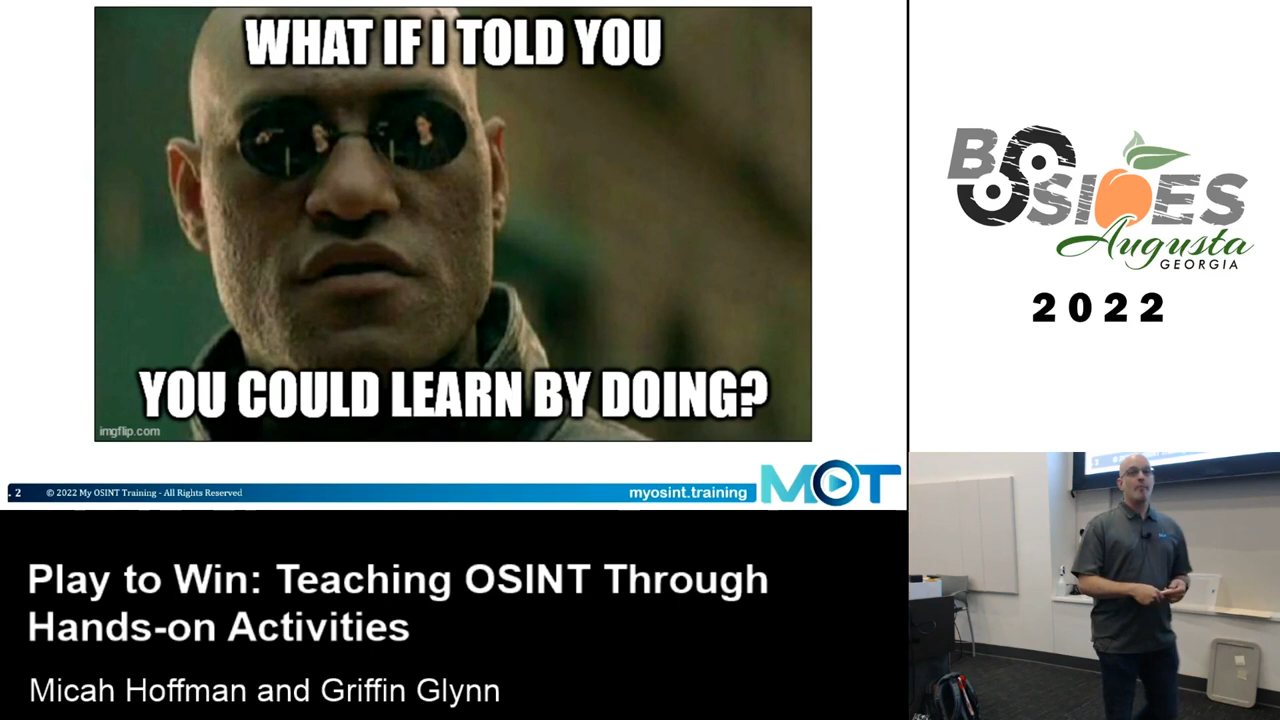 WHAT IF I TOLD YOU
YOU COULD LEARN BY DOING?
imgflip.com
. 2 © 2022 My OSINT Training - All Rights Reserved
myosint.training
MOT
Play to Win: Teaching OSINT Through
Hands-on Activities
Micah Hoffman and Griffin Glynn
BSIDES
Augusta
GEORGIA
2022